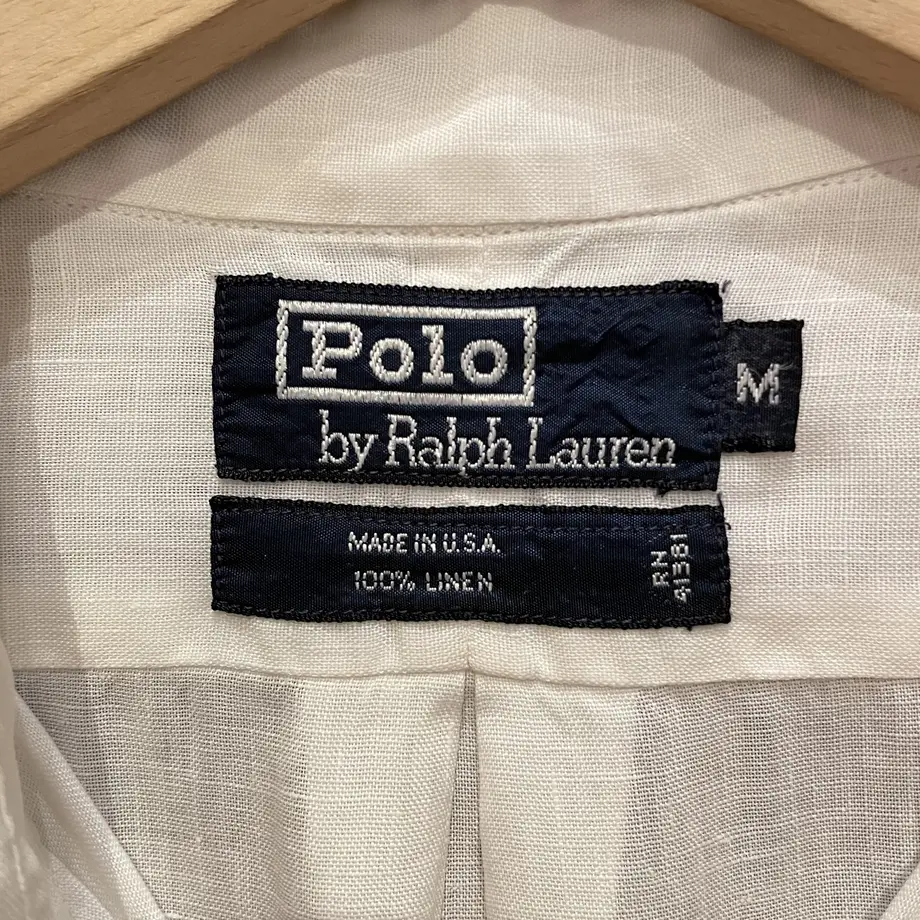 Polo
by Ralph Lauren
M
MADE IN U.S.A.
100% LINEN
RN
41381